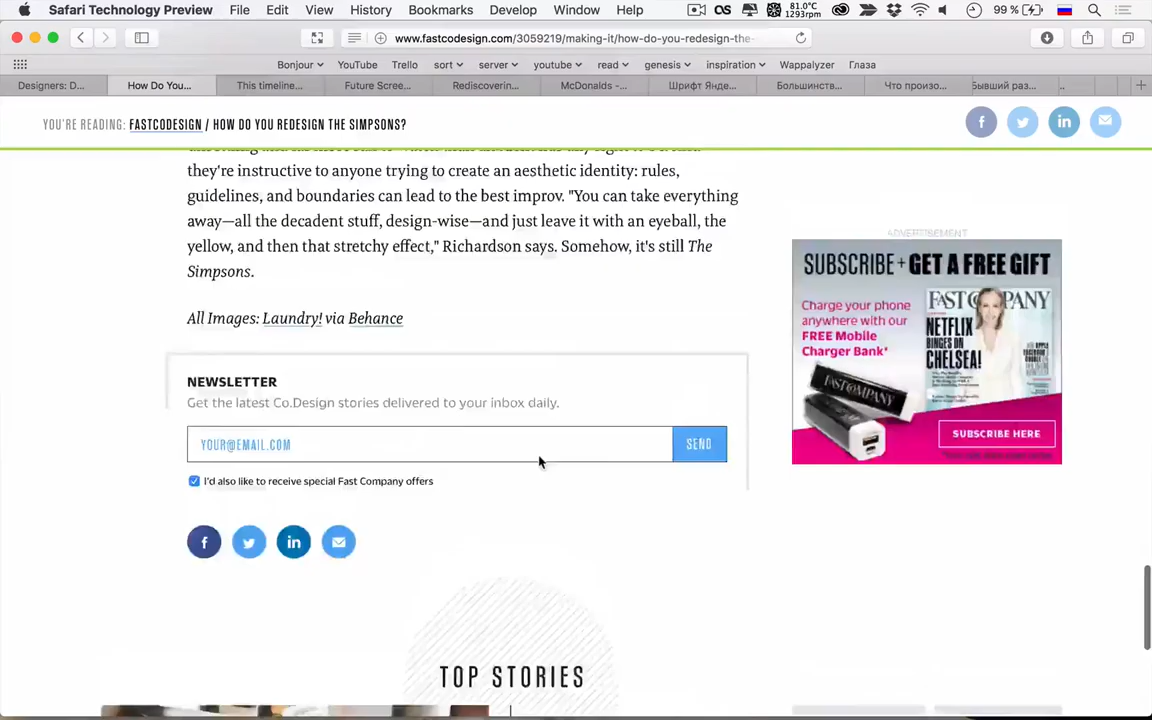 Safari Technology Preview File Edit View History Bookmarks Develop Window Help 81.0°C 1293rpm 99 %
www.fastcodesign.com/3059219/making-it/how-do-you-redesign-the-
Bonjour YouTube Trello sort server youtube read genesis inspiration Wappalyzer Глаза
Designers: D... How Do You... This timeline... Future Scree... Rediscoverin... McDonalds -... Шрифт Янде... Большинств... Что произо... Бывший раз...
YOU'RE READING: FASTCODESIGN / HOW DO YOU REDESIGN THE SIMPSONS?
they're instructive to anyone trying to create an aesthetic identity: rules,
guidelines, and boundaries can lead to the best improv. "You can take everything
away—all the decadent stuff, design-wise—and just leave it with an eyeball, the
yellow, and then that stretchy effect," Richardson says. Somehow, it's still The
Simpsons.
All Images: Laundry! via Behance
NEWSLETTER
Get the latest Co.Design stories delivered to your inbox daily.
YOUR@EMAIL.COM SEND
I'd also like to receive special Fast Company offers
TOP STORIES
ADVERTISEMENT
SUBSCRIBE + GET A FREE GIFT
Charge your phone
anywhere with our
FREE Mobile
Charger Bank*
FAST COMPANY
NETFLIX
BINGES ON
CHELSEA!
FAST COMPANY
SUBSCRIBE HERE